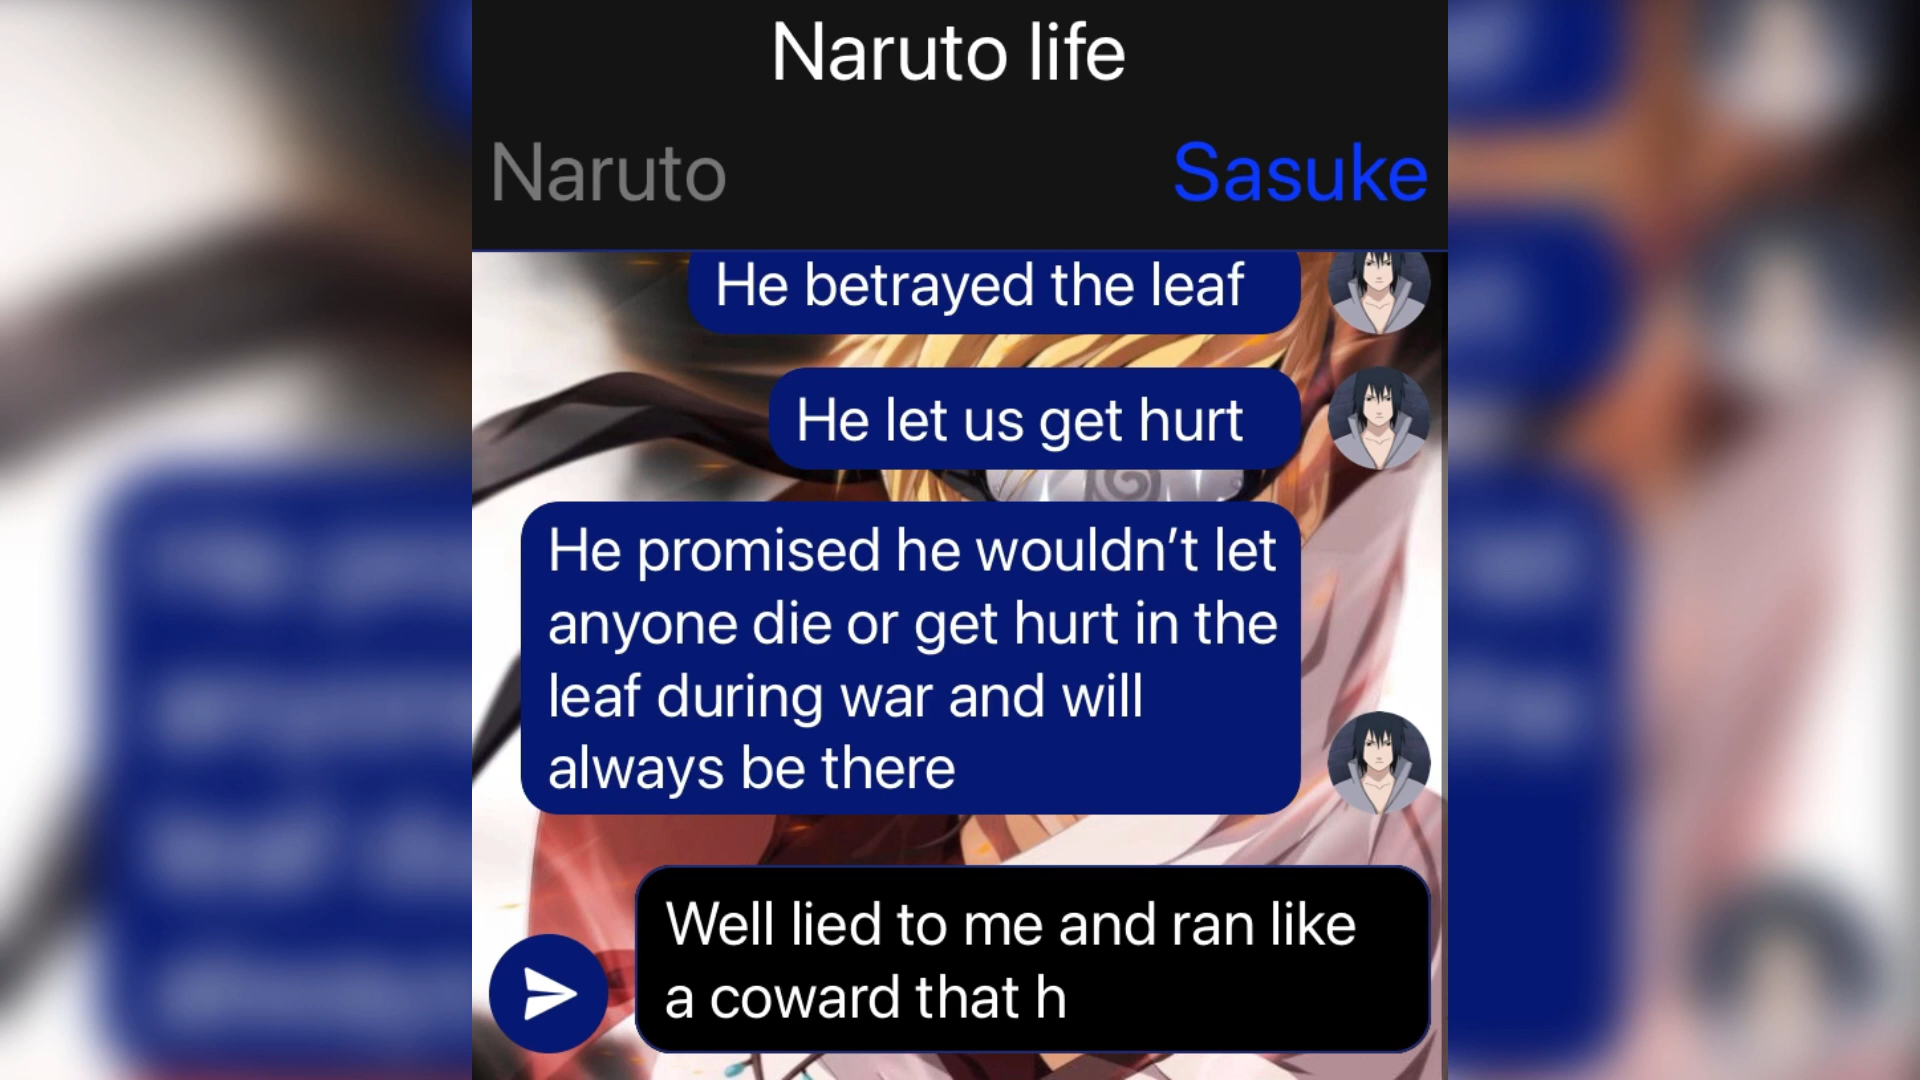 Naruto life
Naruto
Sasuke
He betrayed the leaf
He let us get hurt
He promised he wouldn’t let
anyone die or get hurt in the
leaf during war and will
always be there
Well lied to me and ran like
a coward that h